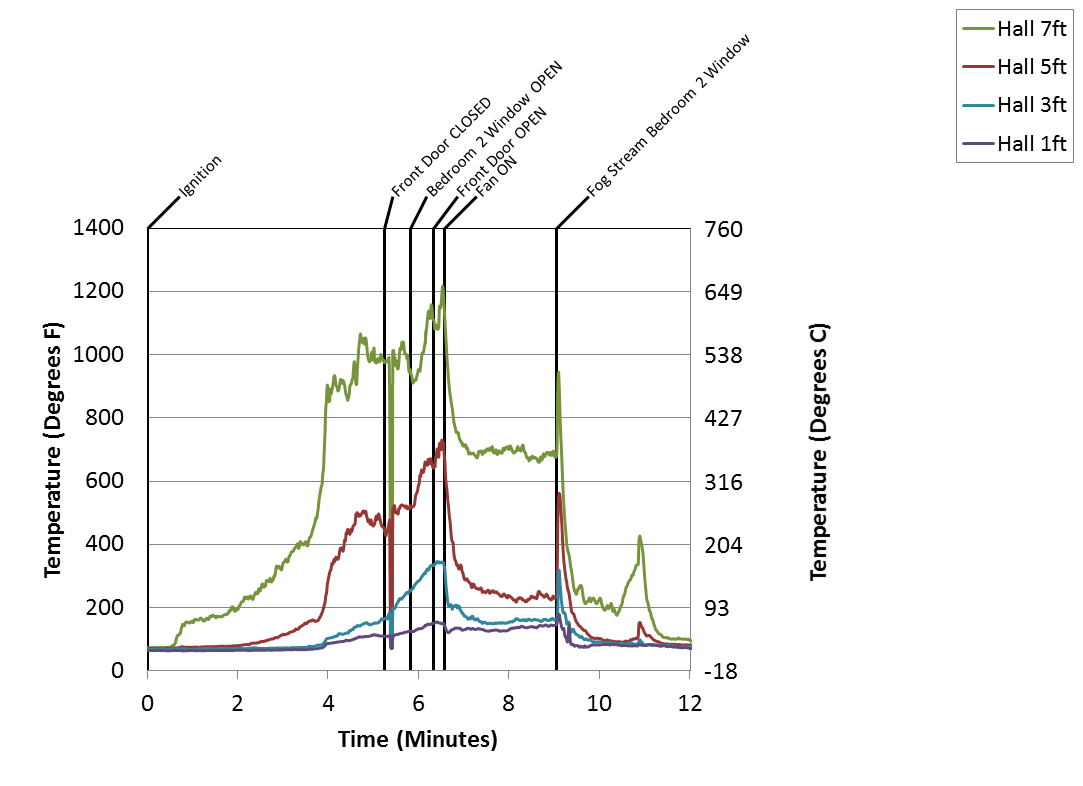 Hall 7ft
Hall 5ft
Hall 3ft
Hall 1ft
Ignition
Front Door CLOSED
Bedroom 2 Window OPEN
Front Door OPEN
Fan ON
Fog Stream Bedroom 2 Window
1400
1200
1000
800
600
400
200
0
760
649
538
427
316
204
93
-18
Temperature (Degrees F)
Temperature (Degrees C)
0 2 4 6 8 10 12
Time (Minutes)